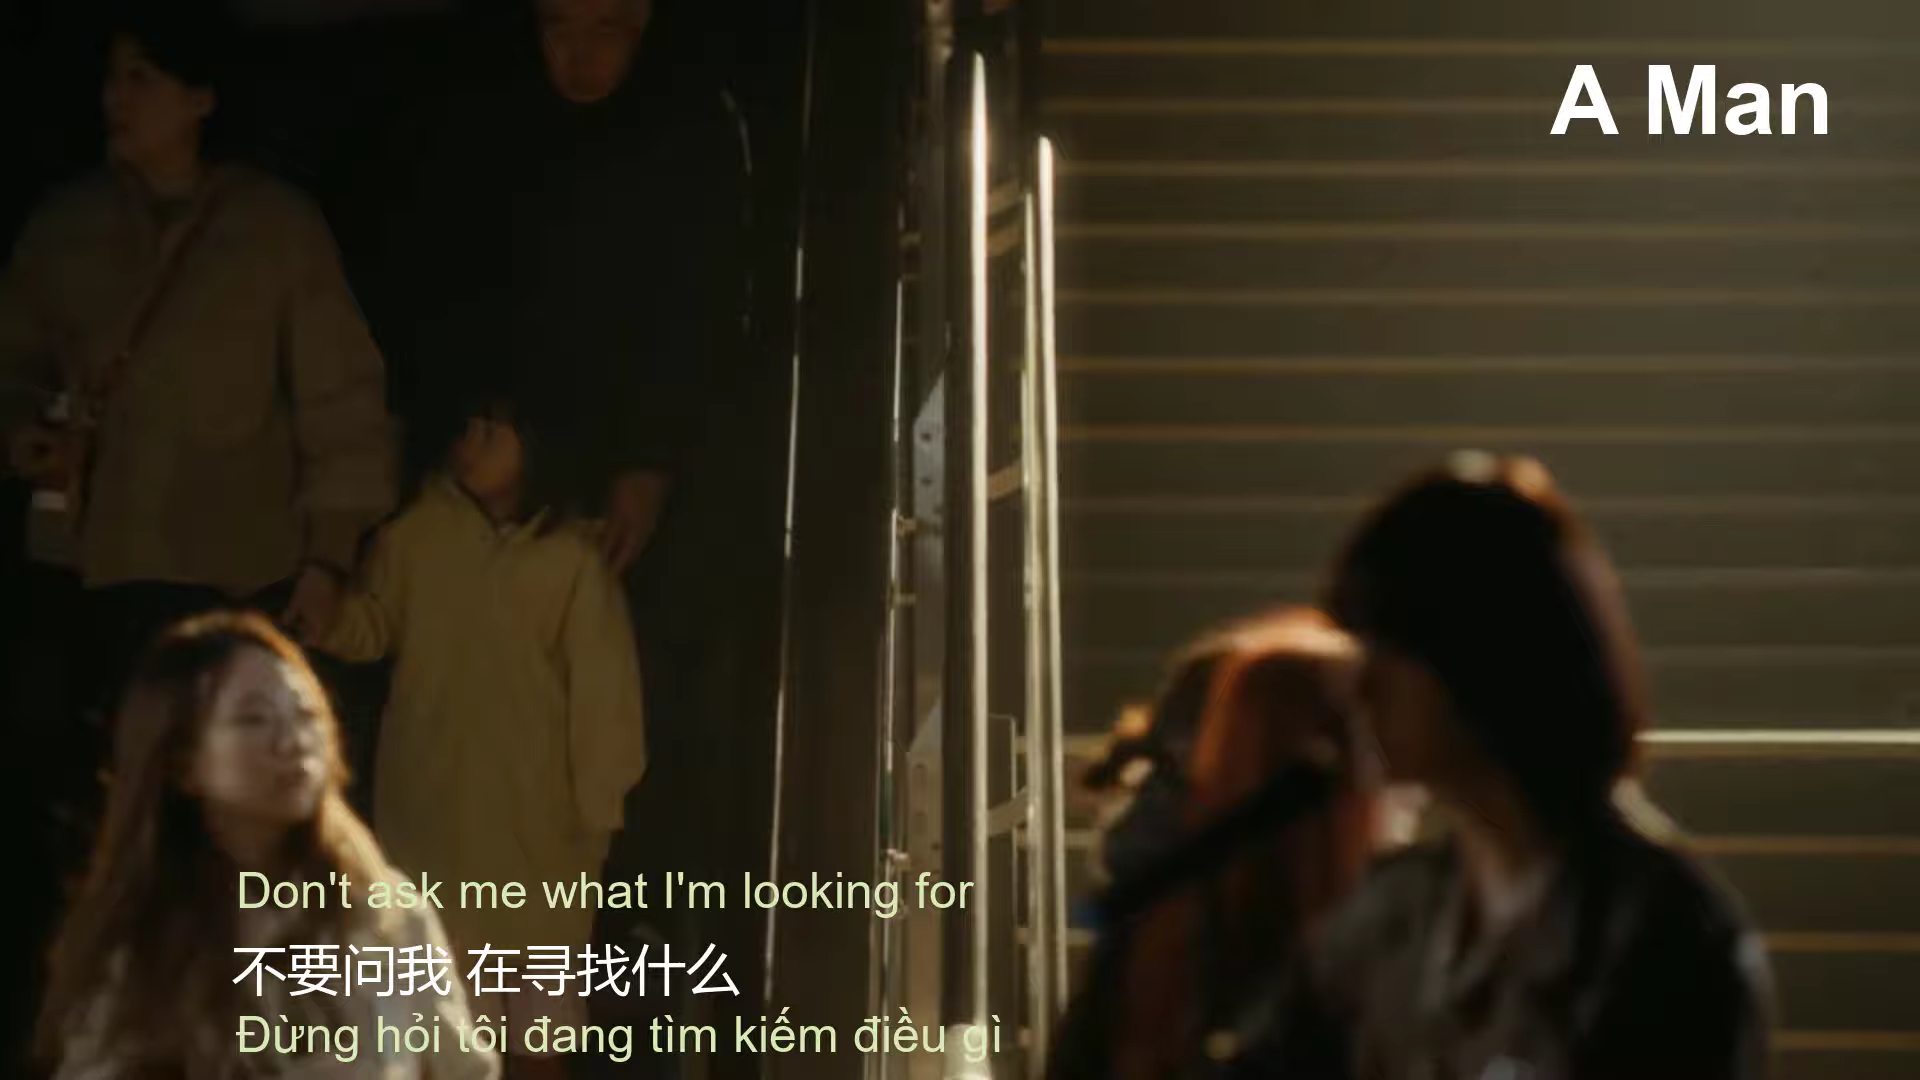 A Man
Don't ask me what I'm looking for
不要问我 在寻找什么
Đừng hỏi tôi đang tìm kiếm điều gì